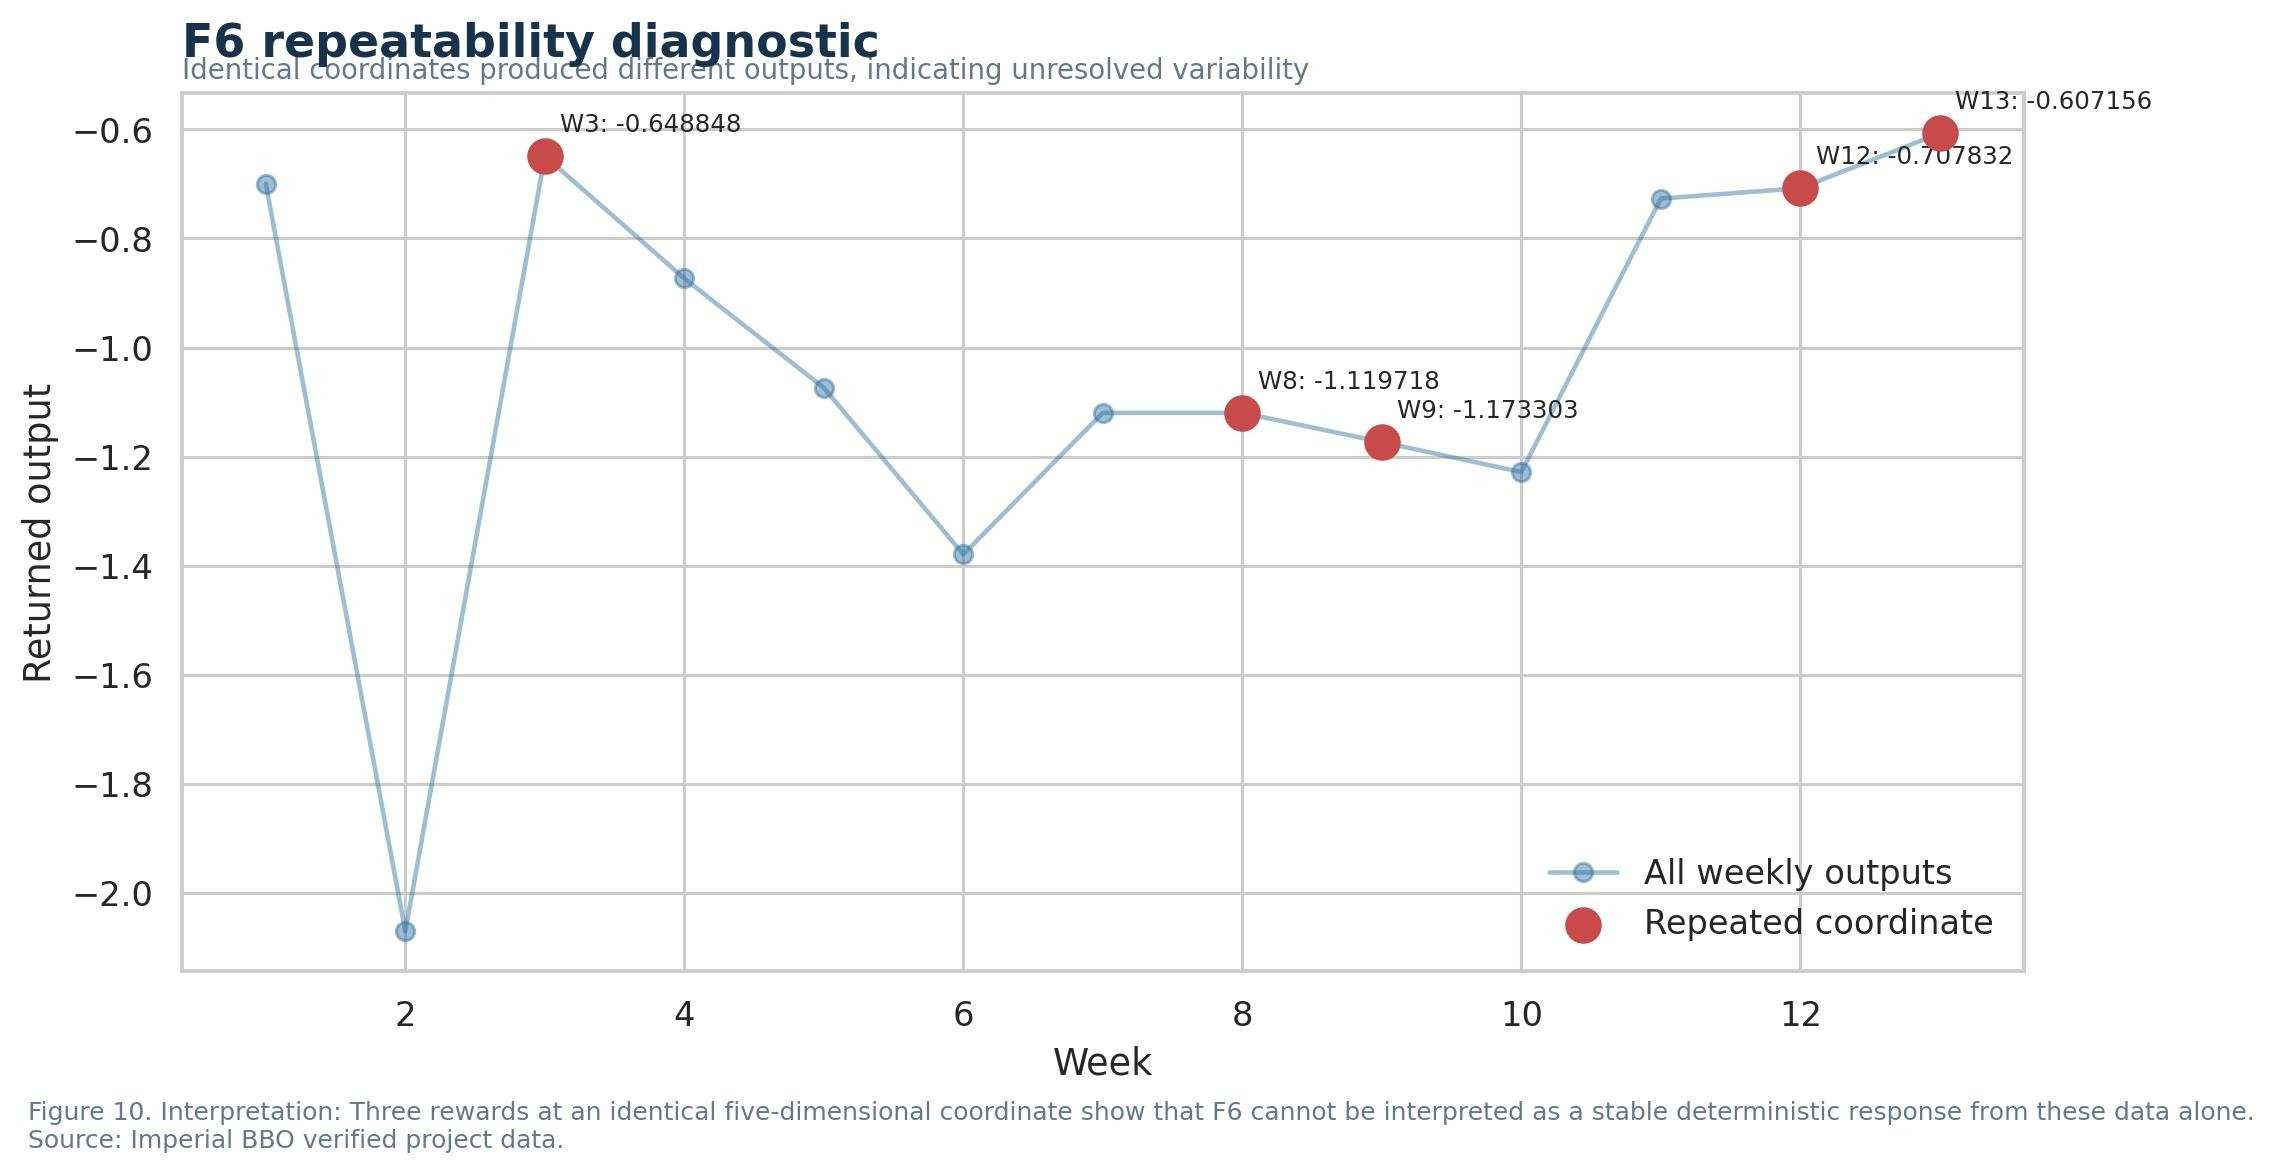 F6 repeatability diagnostic
Identical coordinates produced different outputs, indicating unresolved variability
W13: -0.607156
W3: -0.648848
W12: -0.707832
W8: -1.119718
W9: -1.173303
−0.6
−0.8
−1.0
−1.2
−1.4
−1.6
−1.8
−2.0
Returned output
All weekly outputs
Repeated coordinate
2 4 6 8 10 12
Week
Figure 10. Interpretation: Three rewards at an identical five-dimensional coordinate show that F6 cannot be interpreted as a stable deterministic response from these data alone.
Source: Imperial BBO verified project data.